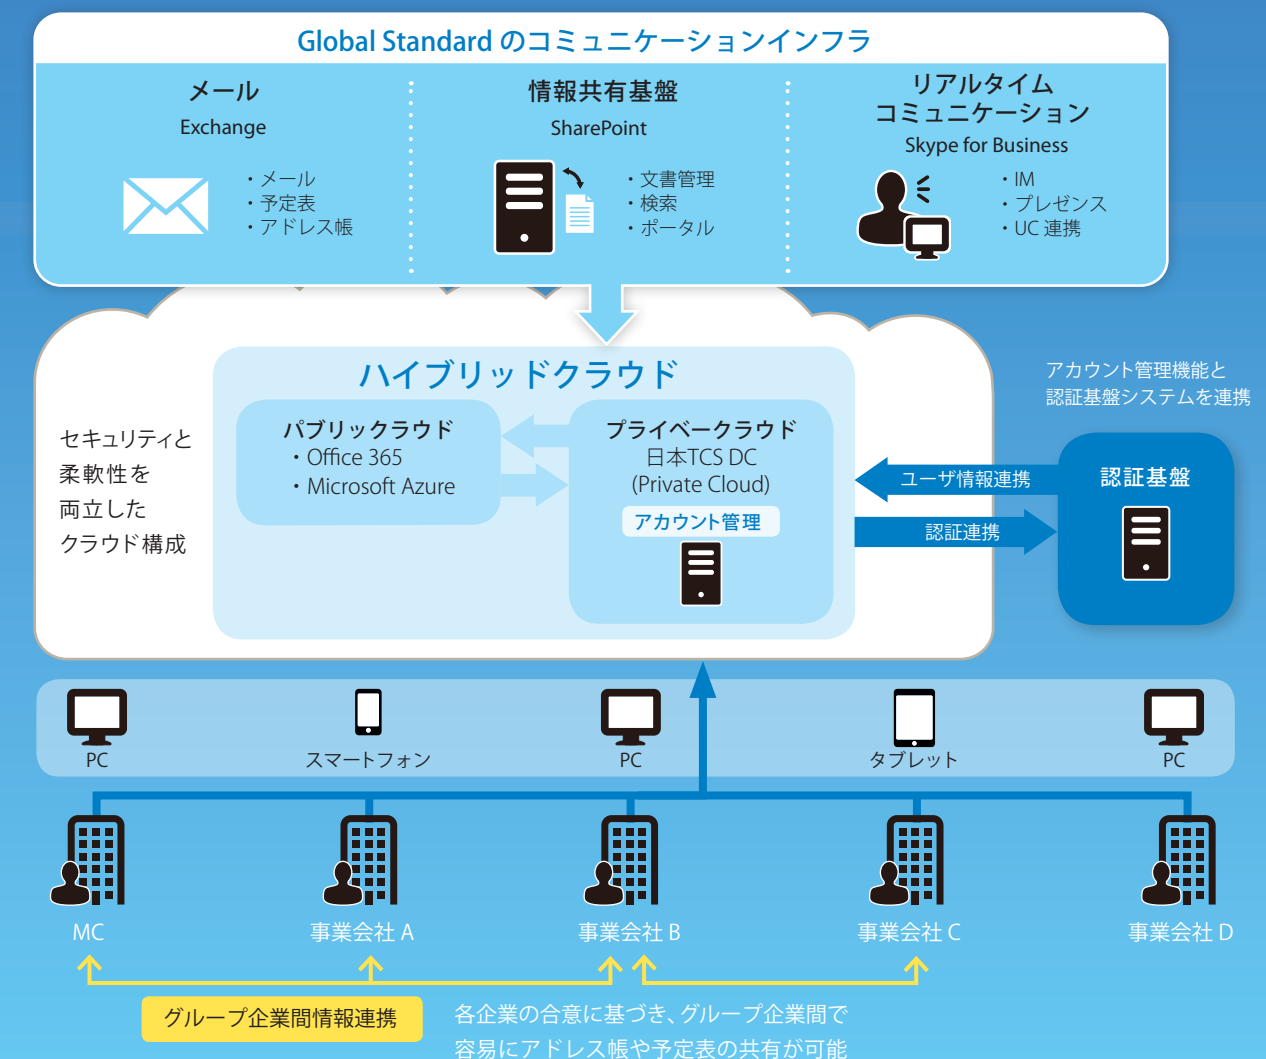 Global Standard のコミュニケーションインフラ
メール
Exchange
・メール
・予定表
・アドレス帳
情報共有基盤
SharePoint
・文書管理
・検索
・ポータル
リアルタイム
コミュニケーション
Skype for Business
・IM
・プレゼンス
・UC 連携
セキュリティと
柔軟性を
両立した
クラウド構成
ハイブリッドクラウド
パブリックラウド
・Office 365
・Microsoft Azure
プライベークラウド
日本TCS DC
(Private Cloud)
アカウント管理
アカウント管理機能と
認証基盤システムを連携
ユーザ情報連携
認証連携
認証基盤
PC
スマートフォン
PC
タブレット
PC
MC
事業会社 A
事業会社 B
事業会社 C
事業会社 D
グループ企業間情報連携
各企業の合意に基づき、グループ企業間で
容易にアドレス帳や予定表の共有が可能